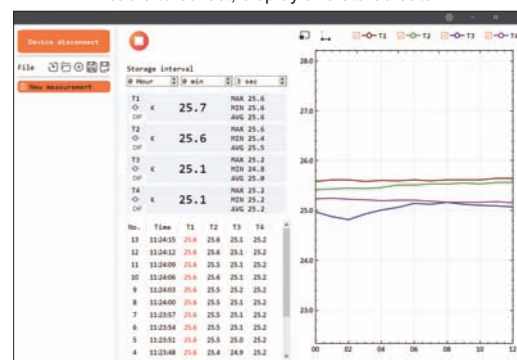 Device disconnect
File
New measurement
Storage interval
0 Hour 0 min 3 sec
T1 K 25.7 MAX 25.6
MIN 25.6
DIF AVG 25.6
T2 K 25.6 MAX 25.6
MIN 25.4
DIF AVG 25.5
T3 K 25.1 MAX 25.2
MIN 24.8
DIF AVG 25.0
T4 K 25.1 MAX 25.2
MIN 25.2
DIF AVG 25.2
No. Time T1 T2 T3 T4
13 11:24:15 25.6 25.6 25.1 25.2
12 11:24:12 25.6 25.6 25.1 25.2
11 11:24:09 25.6 25.5 25.1 25.2
10 11:24:06 25.6 25.6 25.1 25.2
9 11:24:03 25.6 25.5 25.2 25.2
8 11:24:00 25.6 25.5 25.1 25.2
7 11:23:57 25.6 25.5 25.1 25.2
6 11:23:54 25.6 25.5 25.1 25.2
5 11:23:51 25.6 25.5 25.0 25.2
4 11:23:48 25.6 25.4 24.9 25.2
T1 T2 T3 T4
28.0
27.0
26.0
25.0
24.0
23.0
00 02 04 06 08 10 12